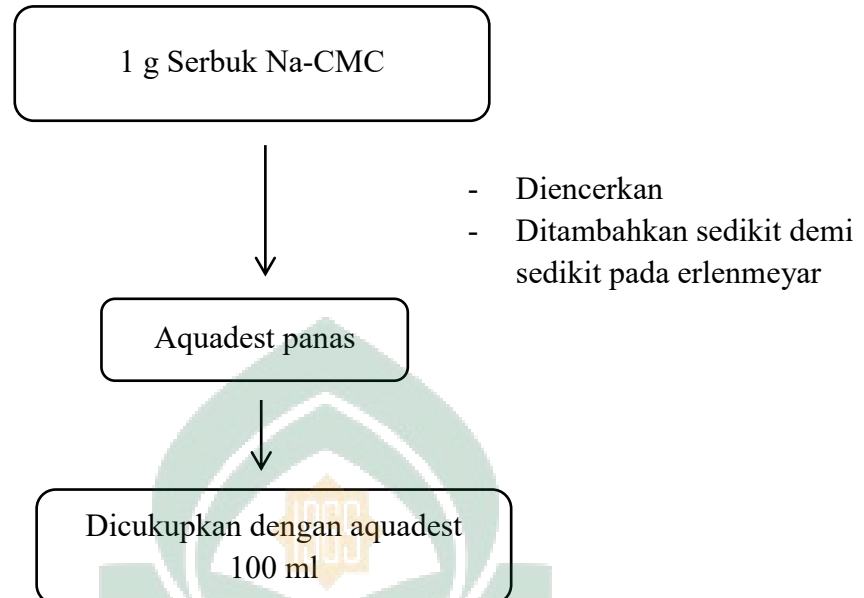 1 g Serbuk Na-CMC
- Diencerkan
- Ditambahkan sedikit demi
sedikit pada erlenmeyar
Aquadest panas
Dicukupkan dengan aquadest
100 ml